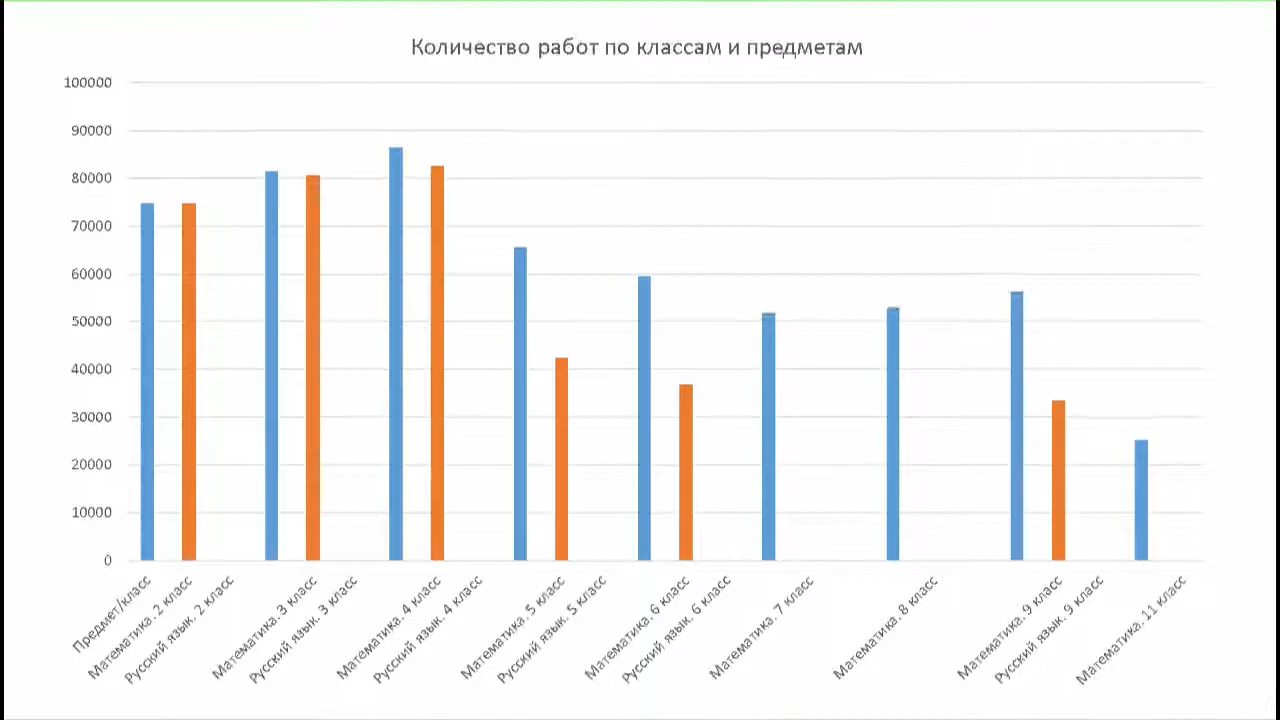 Количество работ по классам и предметам
100000
90000
80000
70000
60000
50000
40000
30000
20000
10000
0
Предмет/класс
Математика. 2 класс
Русский язык. 2 класс
Математика. 3 класс
Русский язык. 3 класс
Математика. 4 класс
Русский язык. 4 класс
Математика. 5 класс
Русский язык. 5 класс
Математика. 6 класс
Русский язык. 6 класс
Математика. 7 класс
Математика. 8 класс
Математика. 9 класс
Русский язык. 9 класс
Математика. 11 класс